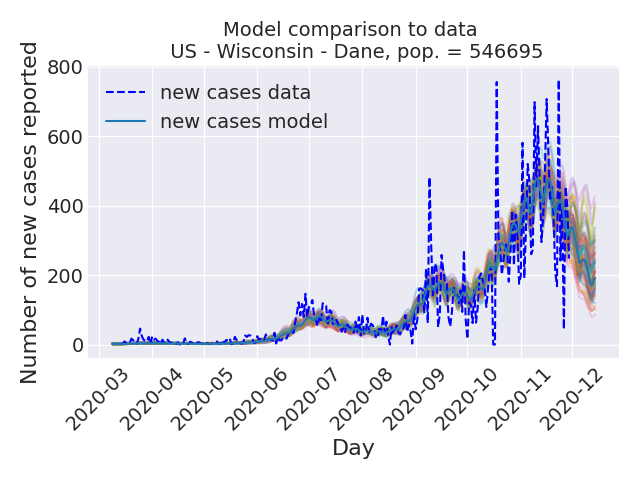 Model comparison to data
US - Wisconsin - Dane, pop. = 546695
Number of new cases reported
800
600
400
200
0
new cases data
new cases model
2020-03
2020-04
2020-05
2020-06
2020-07
2020-08
2020-09
2020-10
2020-11
2020-12
Day